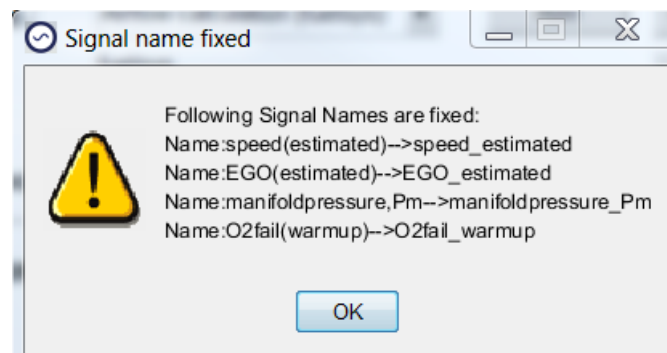 Signal name fixed
Following Signal Names are fixed:
Name:speed(estimated)-->speed_estimated
Name:EGO(estimated)-->EGO_estimated
Name:manifoldpressure,Pm-->manifoldpressure_Pm
Name:O2fail(warmup)-->O2fail_warmup
OK